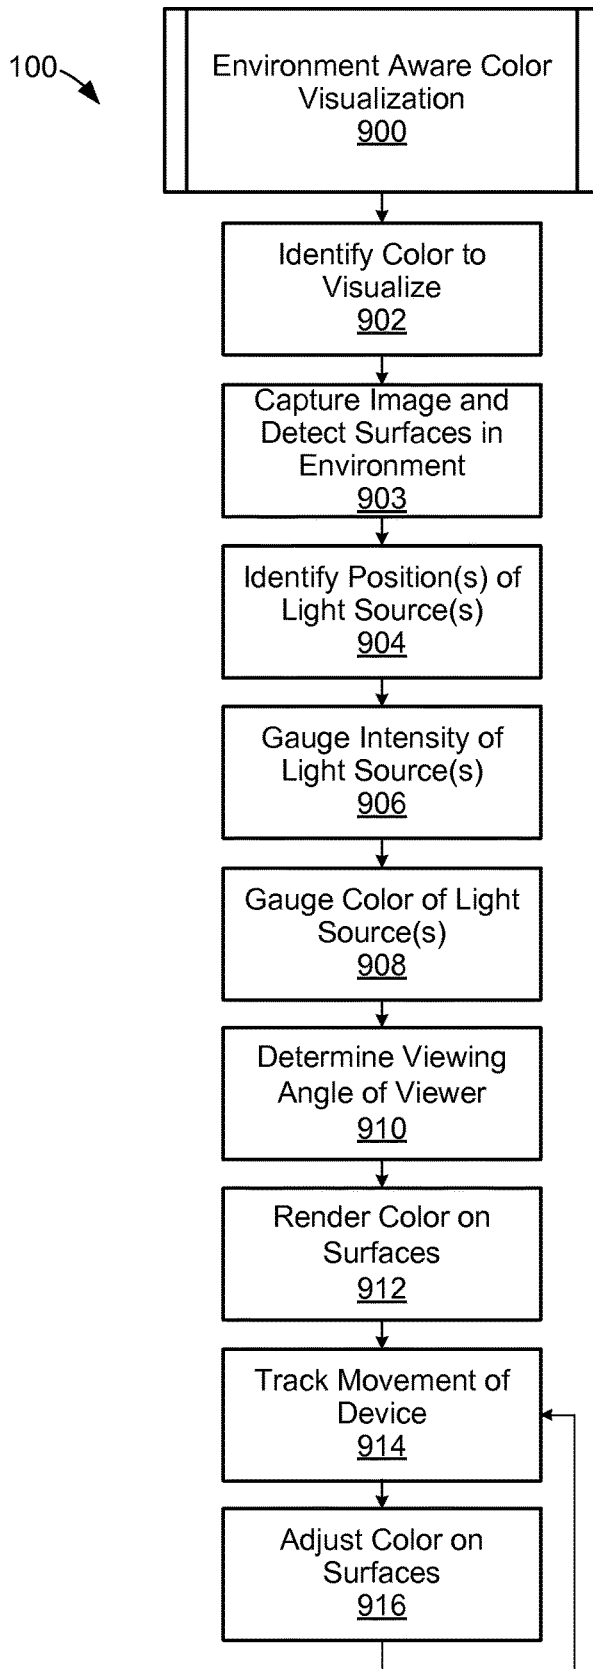 100
Environment Aware Color
Visualization
900
Identify Color to
Visualize
902
Capture Image and
Detect Surfaces in
Environment
903
Identify Position(s) of
Light Source(s)
904
Gauge Intensity of
Light Source(s)
906
Gauge Color of Light
Source(s)
908
Determine Viewing
Angle of Viewer
910
Render Color on
Surfaces
912
Track Movement of
Device
914
Adjust Color on
Surfaces
916